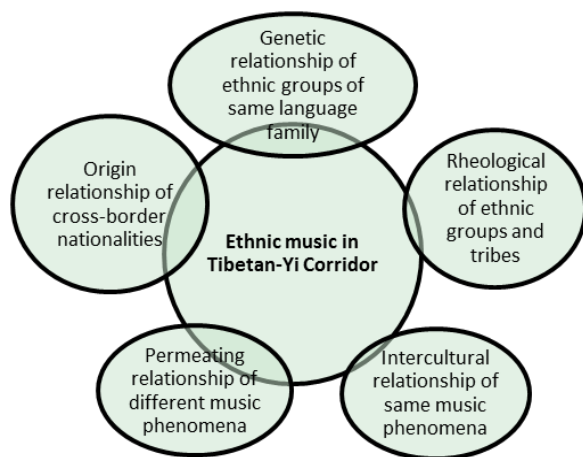 Genetic
relationship of
ethnic groups of
same language
family
Origin
relationship of
cross-border
nationalities
Rheological
relationship
of ethnic
groups and
tribes
Ethnic music in
Tibetan-Yi Corridor
Permeating
relationship of
different music
phenomena
Intercultural
relationship of
same music
phenomena